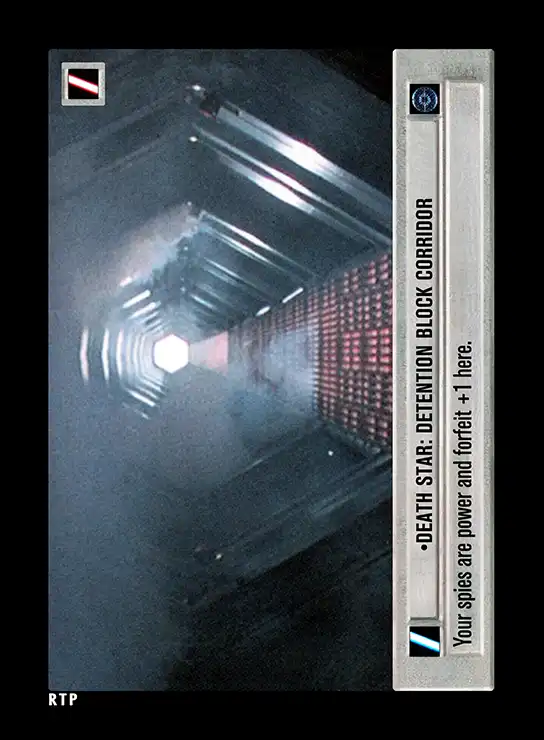 •DEATH STAR: DETENTION BLOCK CORRIDOR
Your spies are power and forfeit +1 here.
RTP